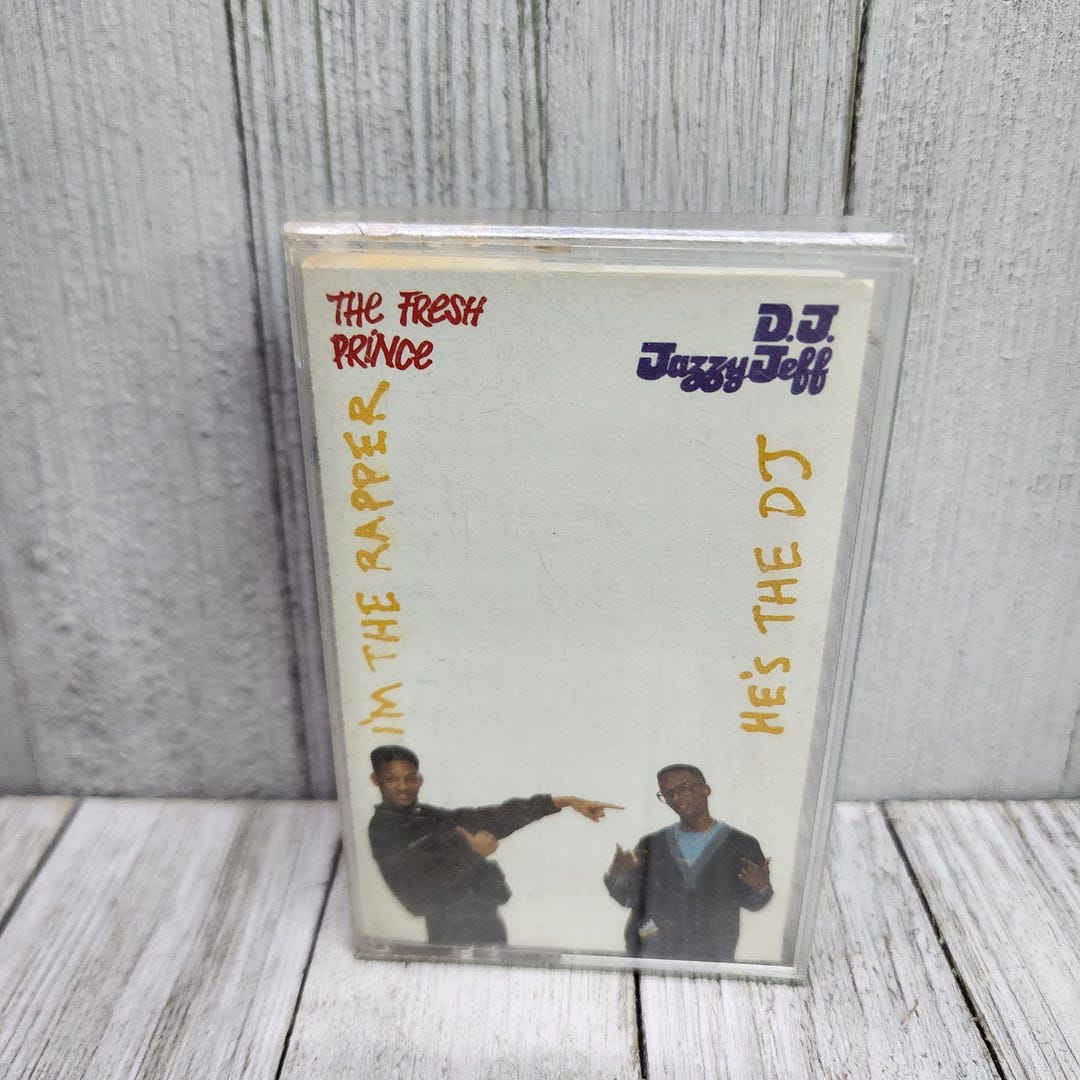 THE FRESH
PRINCE
D.J.
Jazzy Jeff
I'M THE RAPPER
HE'S THE DJ